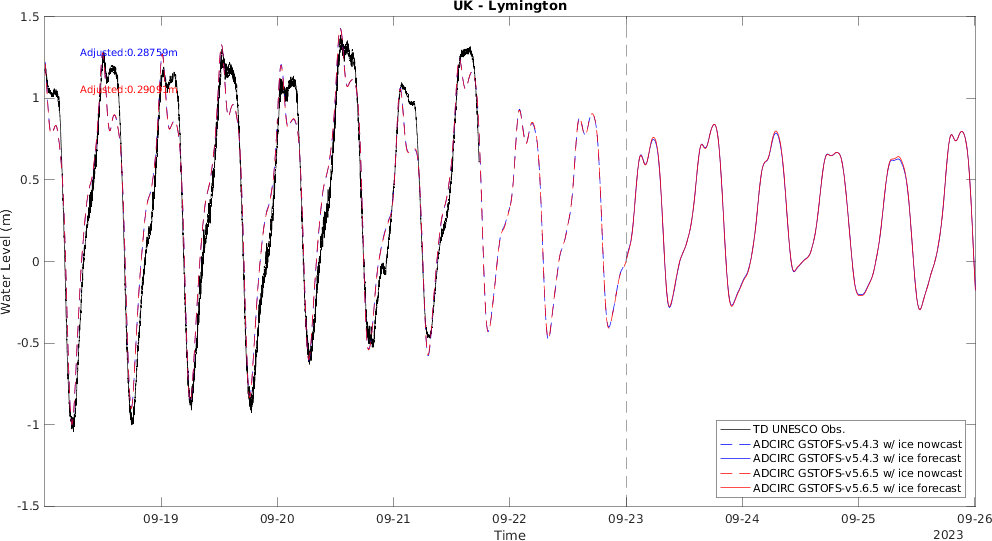 UK - Lymington
1.5
Adjusted:0.28759m
1
0.5
0
-0.5
-1
-1.5
Water Level (m)
09-19
09-20
09-21
09-22
09-23
09-24
09-25
09-26
Time
2023
TD UNESCO Obs.
ADCIRC GSTOFS-v5.4.3 w/ ice nowcast
ADCIRC GSTOFS-v5.4.3 w/ ice forecast
ADCIRC GSTOFS-v5.6.5 w/ ice nowcast
ADCIRC GSTOFS-v5.6.5 w/ ice forecast